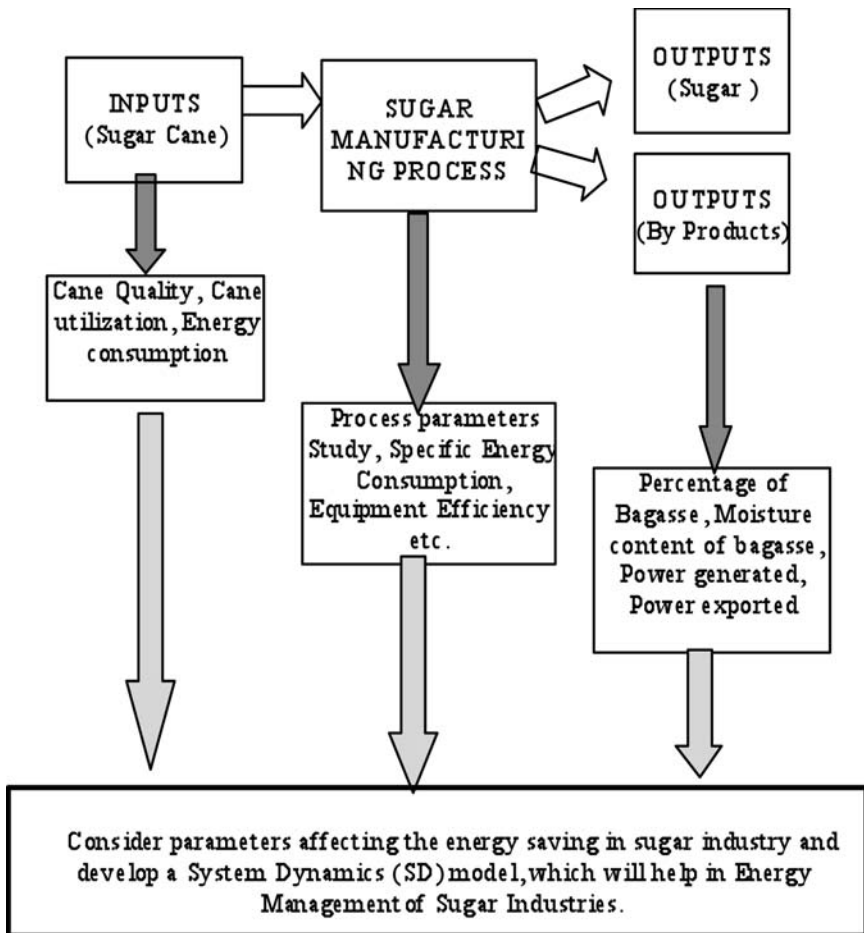 INPUTS
(Sugar Cane)
SUGAR
MANUFACTURI
NG PROCESS
OUTPUTS
(Sugar )
OUTPUTS
(By Products)
Cane Quality, Cane
utilization, Energy
consumption
Process parameters
Study, Specific Energy
Consumption,
Equipment Efficiency
etc.
Percentage of
Bagasse, Moisture
content of bagasse,
Power generated,
Power exported
Consider parameters affecting the energy saving in sugar industry and
develop a System Dynamics (SD) model, which will help in Energy
Management of Sugar Industries.